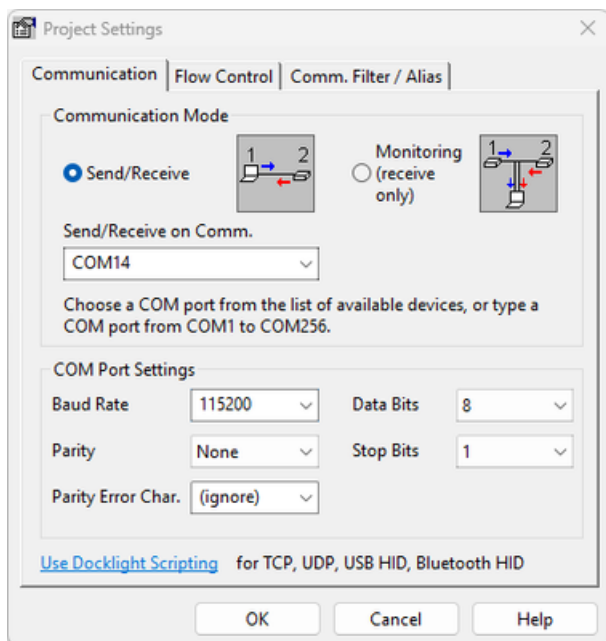 Project Settings
Communication Flow Control Comm. Filter / Alias
Communication Mode
Send/Receive
1 2
Monitoring
(receive
only)
1 2
Send/Receive on Comm.
COM14
Choose a COM port from the list of available devices, or type a
COM port from COM1 to COM256.
COM Port Settings
Baud Rate 115200 Data Bits 8
Parity None Stop Bits 1
Parity Error Char. (ignore)
Use Docklight Scripting for TCP, UDP, USB HID, Bluetooth HID
OK Cancel Help